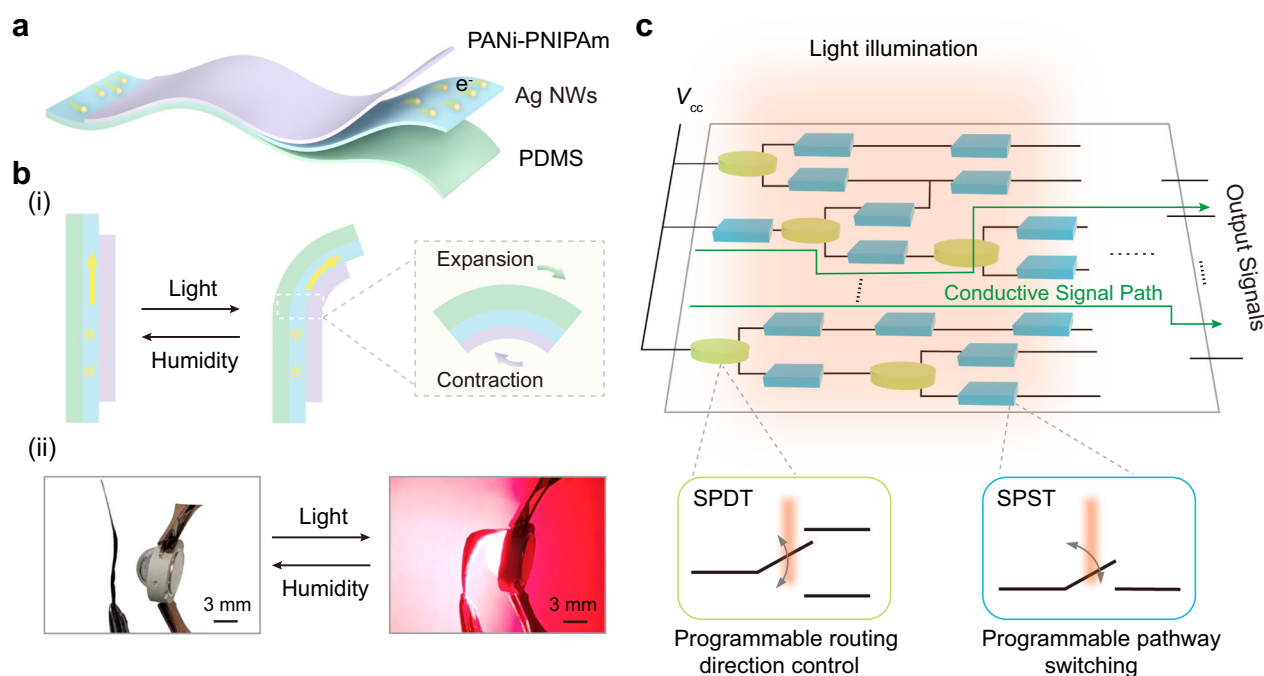 a
PANi-PNIPAm
e-
Ag NWs
PDMS
b
(i)
Light
Humidity
e-
e-
Expansion
Contraction
(ii)
Light
Humidity
3 mm
3 mm
c
Light illumination
Vcc
Output Signals
Conductive Signal Path
SPDT
SPST
Programmable routing
direction control
Programmable pathway
switching